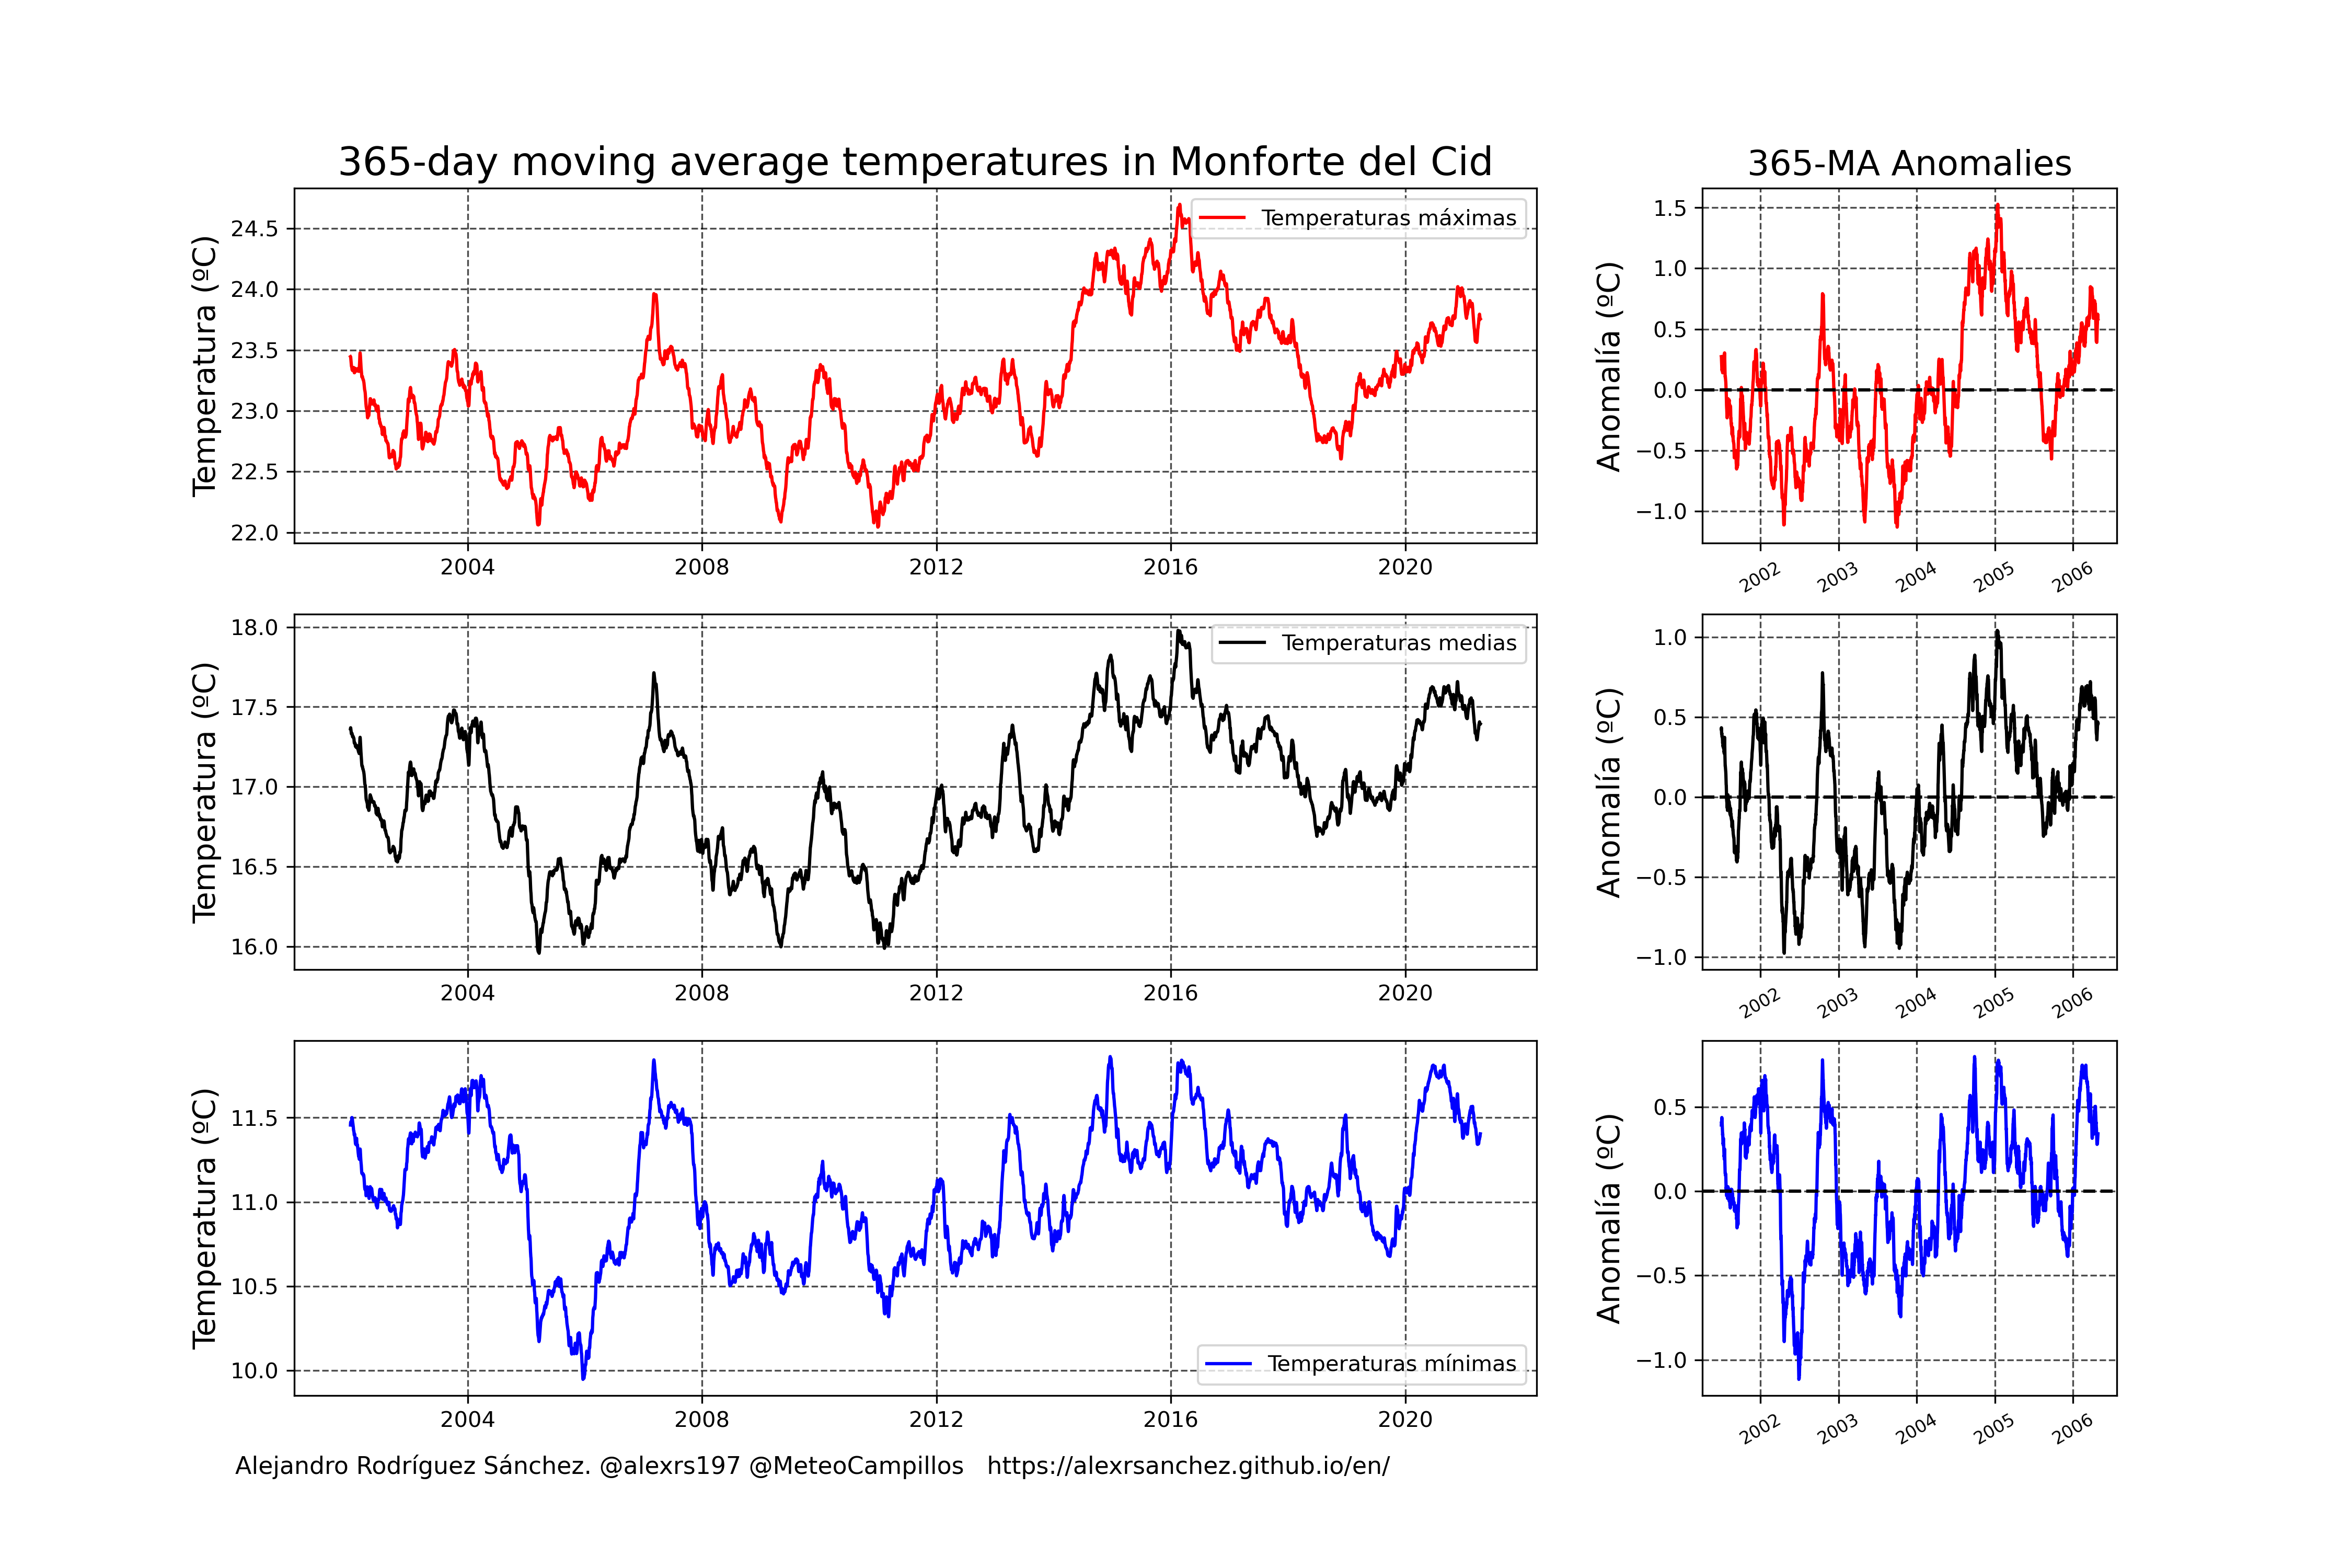 365-day moving average temperatures in Monforte del Cid
365-MA Anomalies
Temperatura (ºC)
24.5
24.0
23.5
23.0
22.5
22.0
Temperaturas máximas
2004 2008 2012 2016 2020
Anomalía (ºC)
1.5
1.0
0.5
0.0
−0.5
−1.0
2002 2003 2004 2005 2006
Temperatura (ºC)
18.0
17.5
17.0
16.5
16.0
Temperaturas medias
2004 2008 2012 2016 2020
Anomalía (ºC)
1.0
0.5
0.0
−0.5
−1.0
2002 2003 2004 2005 2006
Temperatura (ºC)
11.5
11.0
10.5
10.0
Temperaturas mínimas
2004 2008 2012 2016 2020
Anomalía (ºC)
0.5
0.0
−0.5
−1.0
2002 2003 2004 2005 2006
Alejandro Rodríguez Sánchez. @alexrs197 @MeteoCampillos https://alexrsanchez.github.io/en/